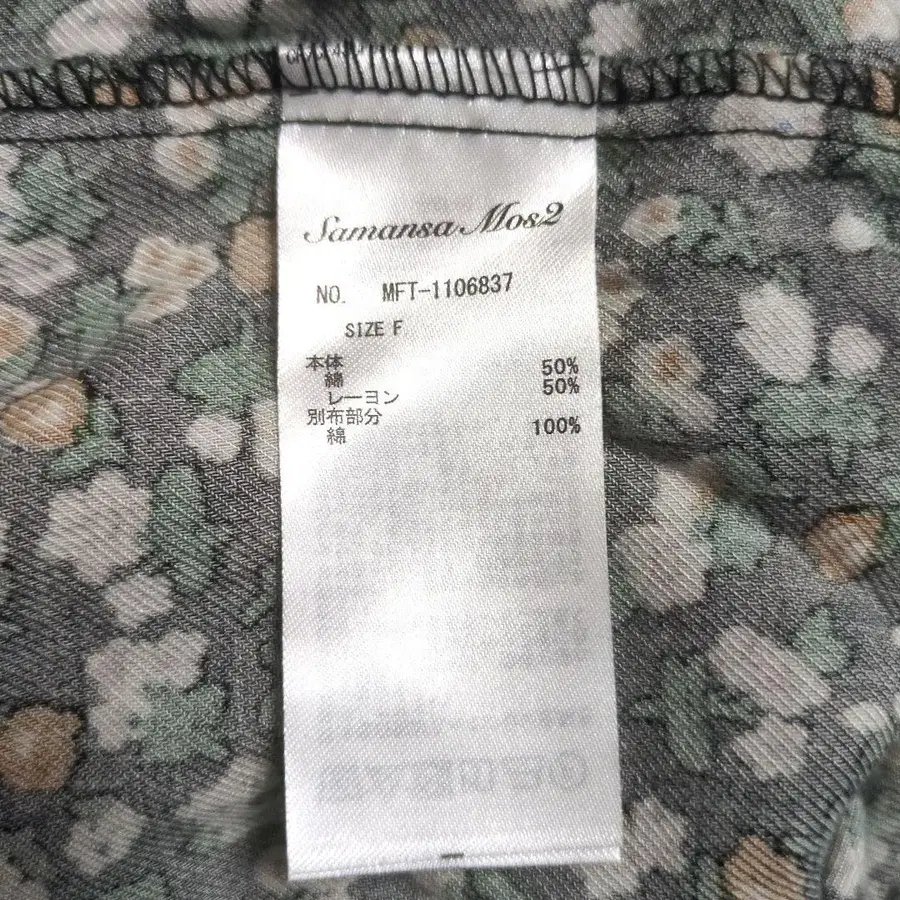 Samansa Mos2
NO. MFT-1106837
SIZE F
本体
綿 50%
レーヨン 50%
別布部分
綿 100%